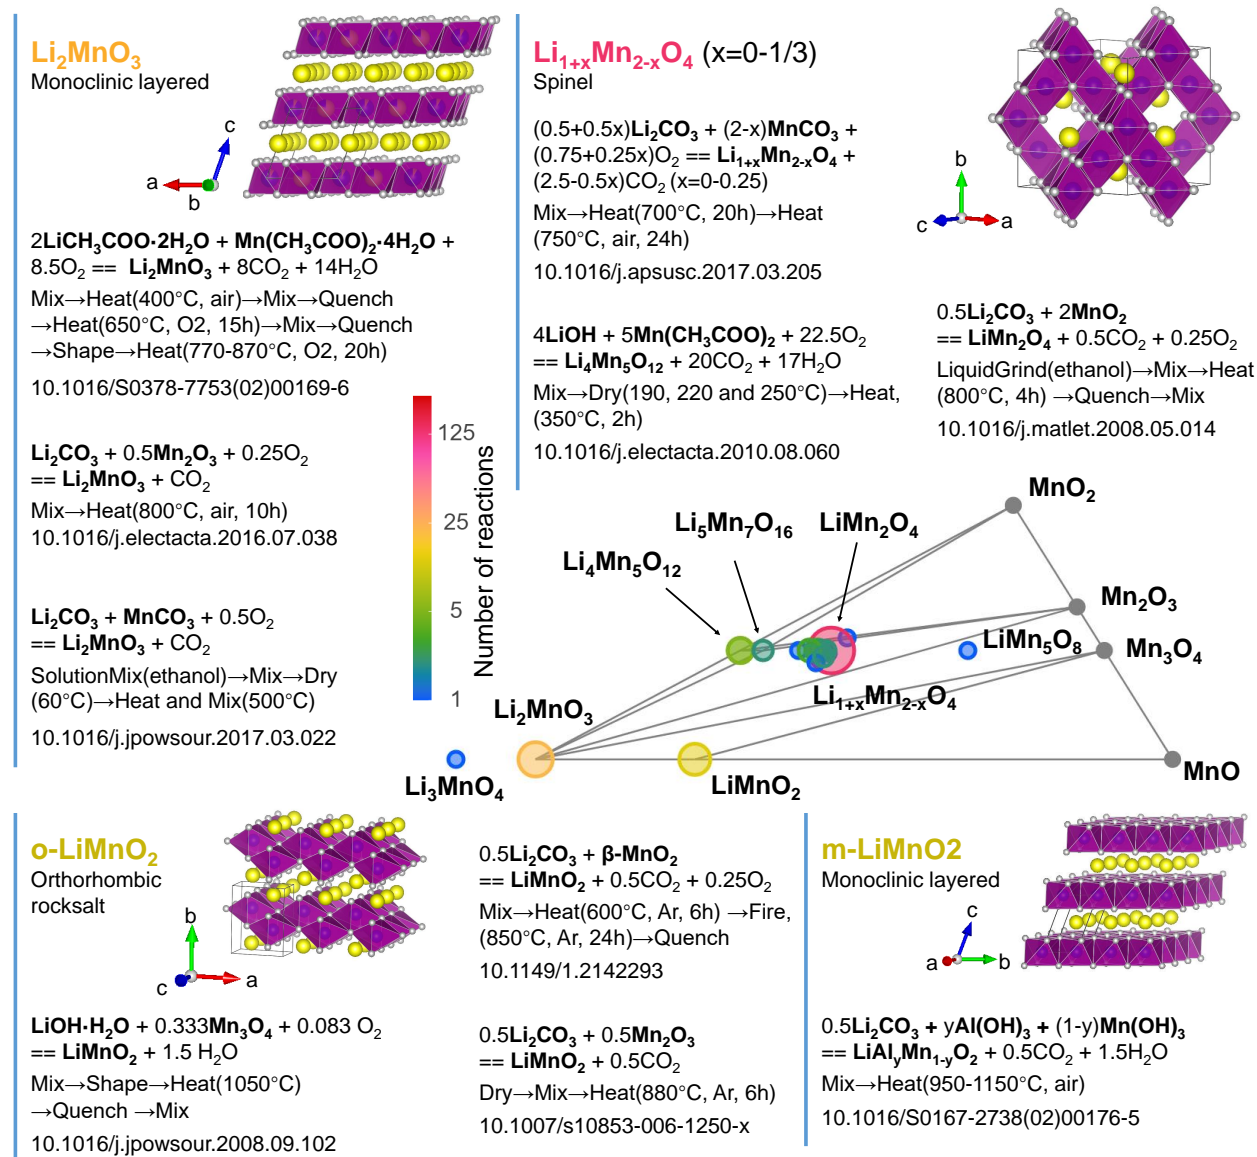 Li₂MnO₃
Monoclinic layered
c
a
b
2LiCH₃COO·2H₂O + Mn(CH₃COO)₂·4H₂O +
8.5O₂ == Li₂MnO₃ + 8CO₂ + 14H₂O
Mix→Heat(400°C, air)→Mix→Quench
→Heat(650°C, O2, 15h)→Mix→Quench
→Shape→Heat(770-870°C, O2, 20h)
10.1016/S0378-7753(02)00169-6
Li₂CO₃ + 0.5Mn₂O₃ + 0.25O₂
== Li₂MnO₃ + CO₂
Mix→Heat(800°C, air, 10h)
10.1016/j.electacta.2016.07.038
Li₂CO₃ + MnCO₃ + 0.5O₂
== Li₂MnO₃ + CO₂
SolutionMix(ethanol)→Mix→Dry
(60°C)→Heat and Mix(500°C)
10.1016/j.jpowsour.2017.03.022
Li₁₊ₓMn₂₋ₓO₄ (x=0-1/3)
Spinel
(0.5+0.5x)Li₂CO₃ + (2-x)MnCO₃ +
(0.75+0.25x)O₂ == Li₁₊ₓMn₂₋ₓO₄ +
(2.5-0.5x)CO₂ (x=0-0.25)
Mix→Heat(700°C, 20h)→Heat
(750°C, air, 24h)
10.1016/j.apsusc.2017.03.205
b
c
a
4LiOH + 5Mn(CH₃COO)₂ + 22.5O₂
== Li₄Mn₅O₁₂ + 20CO₂ + 17H₂O
Mix→Dry(190, 220 and 250°C)→Heat,
(350°C, 2h)
10.1016/j.electacta.2010.08.060
0.5Li₂CO₃ + 2MnO₂
== LiMn₂O₄ + 0.5CO₂ + 0.25O₂
LiquidGrind(ethanol)→Mix→Heat
(800°C, 4h) →Quench→Mix
10.1016/j.matlet.2008.05.014
125
25
5
1
Number of reactions
MnO₂
Li₅Mn₇O₁₆
LiMn₂O₄
Li₄Mn₅O₁₂
Mn₂O₃
LiMn₅O₈
Mn₃O₄
Li₁₊ₓMn₂₋ₓO₄
Li₂MnO₃
Li₃MnO₄
LiMnO₂
MnO
o-LiMnO₂
Orthorhombic
rocksalt
b
c
a
LiOH·H₂O + 0.333Mn₃O₄ + 0.083 O₂
== LiMnO₂ + 1.5 H₂O
Mix→Shape→Heat(1050°C)
→Quench →Mix
10.1016/j.jpowsour.2008.09.102
0.5Li₂CO₃ + β-MnO₂
== LiMnO₂ + 0.5CO₂ + 0.25O₂
Mix→Heat(600°C, Ar, 6h) →Fire,
(850°C, Ar, 24h)→Quench
10.1149/1.2142293
0.5Li₂CO₃ + 0.5Mn₂O₃
== LiMnO₂ + 0.5CO₂
Dry→Mix→Heat(880°C, Ar, 6h)
10.1007/s10853-006-1250-x
m-LiMnO2
Monoclinic layered
c
a
b
0.5Li₂CO₃ + yAl(OH)₃ + (1-y)Mn(OH)₃
== LiAlᵧMn₁₋ᵧO₂ + 0.5CO₂ + 1.5H₂O
Mix→Heat(950-1150°C, air)
10.1016/S0167-2738(02)00176-5